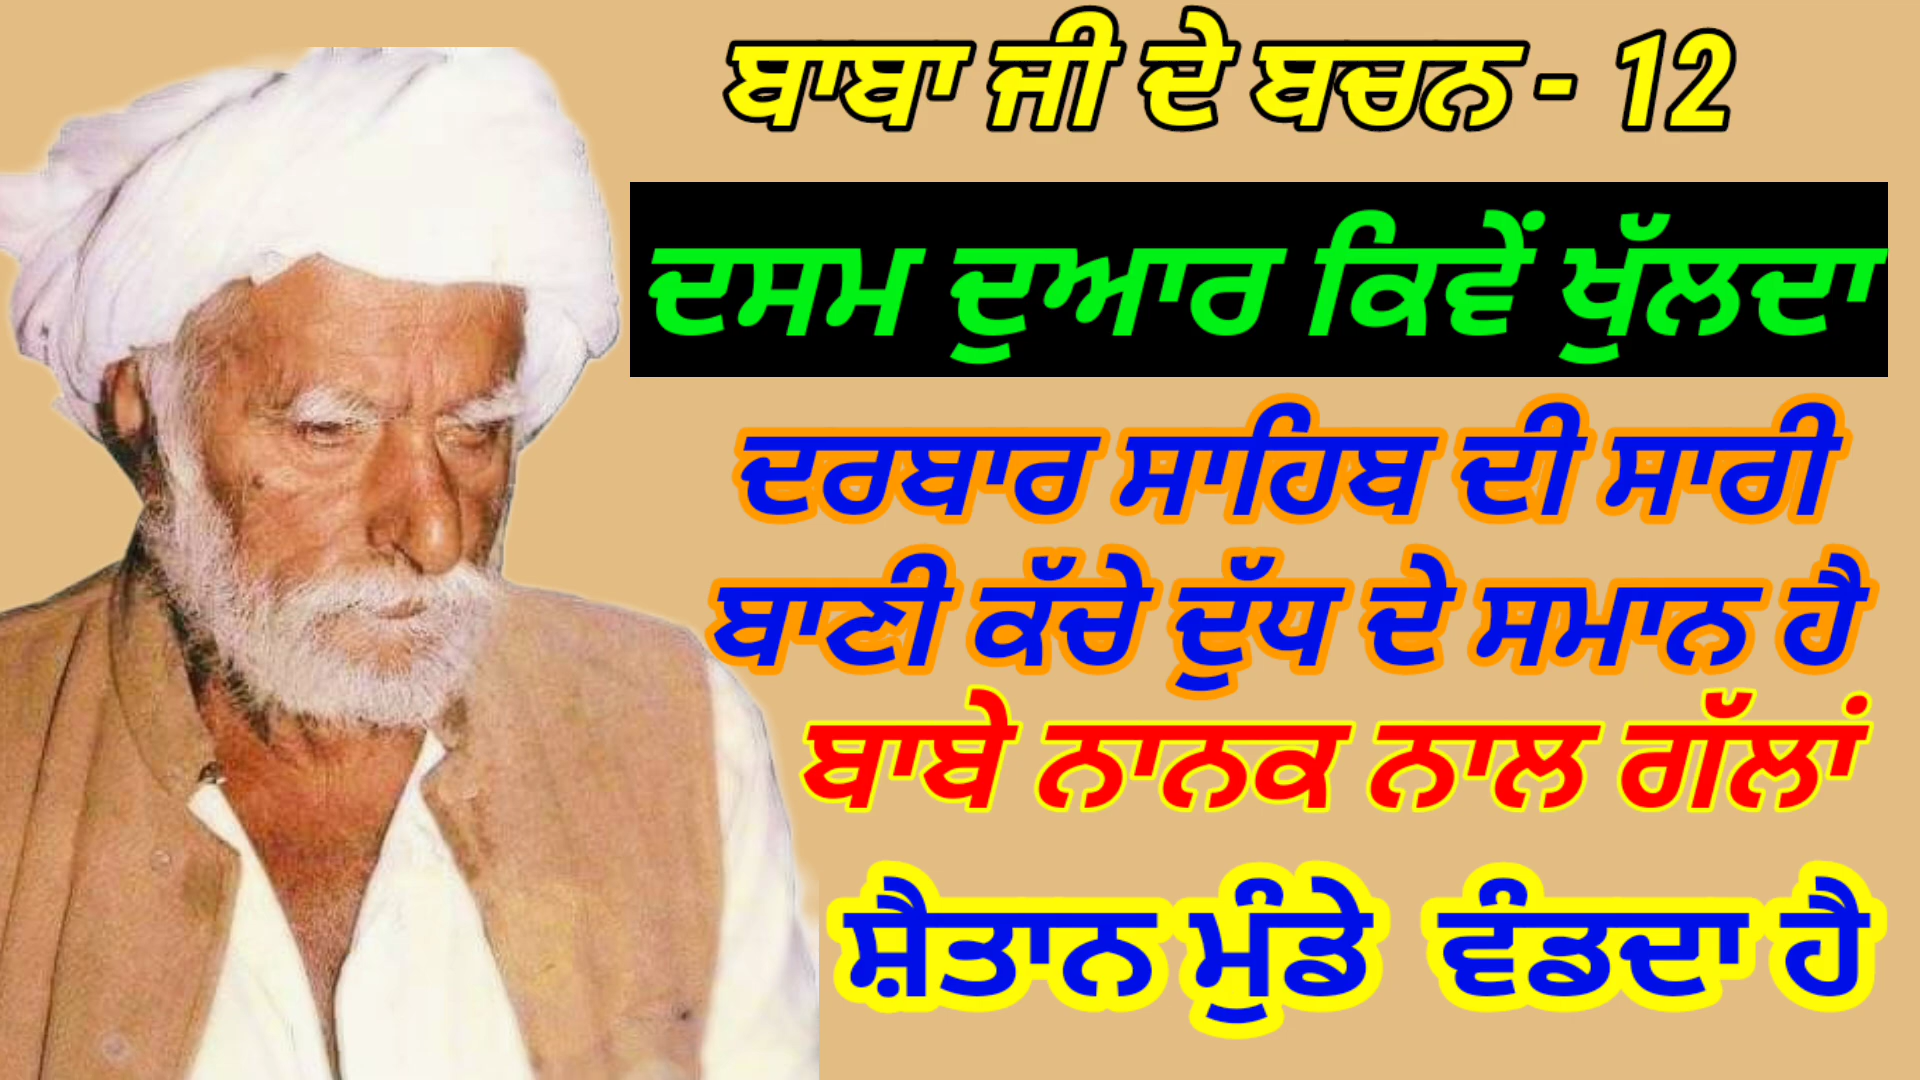 ਬਾਬਾ ਜੀ ਦੇ ਬਚਨ - 12
ਦਸਮ ਦੁਆਰ ਕਿਵੇਂ ਖੁੱਲਦਾ
ਦਰਬਾਰ ਸਾਹਿਬ ਦੀ ਸਾਰੀ
ਬਾਣੀ ਕੱਚੇ ਦੁੱਧ ਦੇ ਸਮਾਨ ਹੈ
ਬਾਬੇ ਨਾਨਕ ਨਾਲ ਗੱਲਾਂ
ਸ਼ੈਤਾਨ ਮੁੰਡੇ ਵੰਡਦਾ ਹੈ